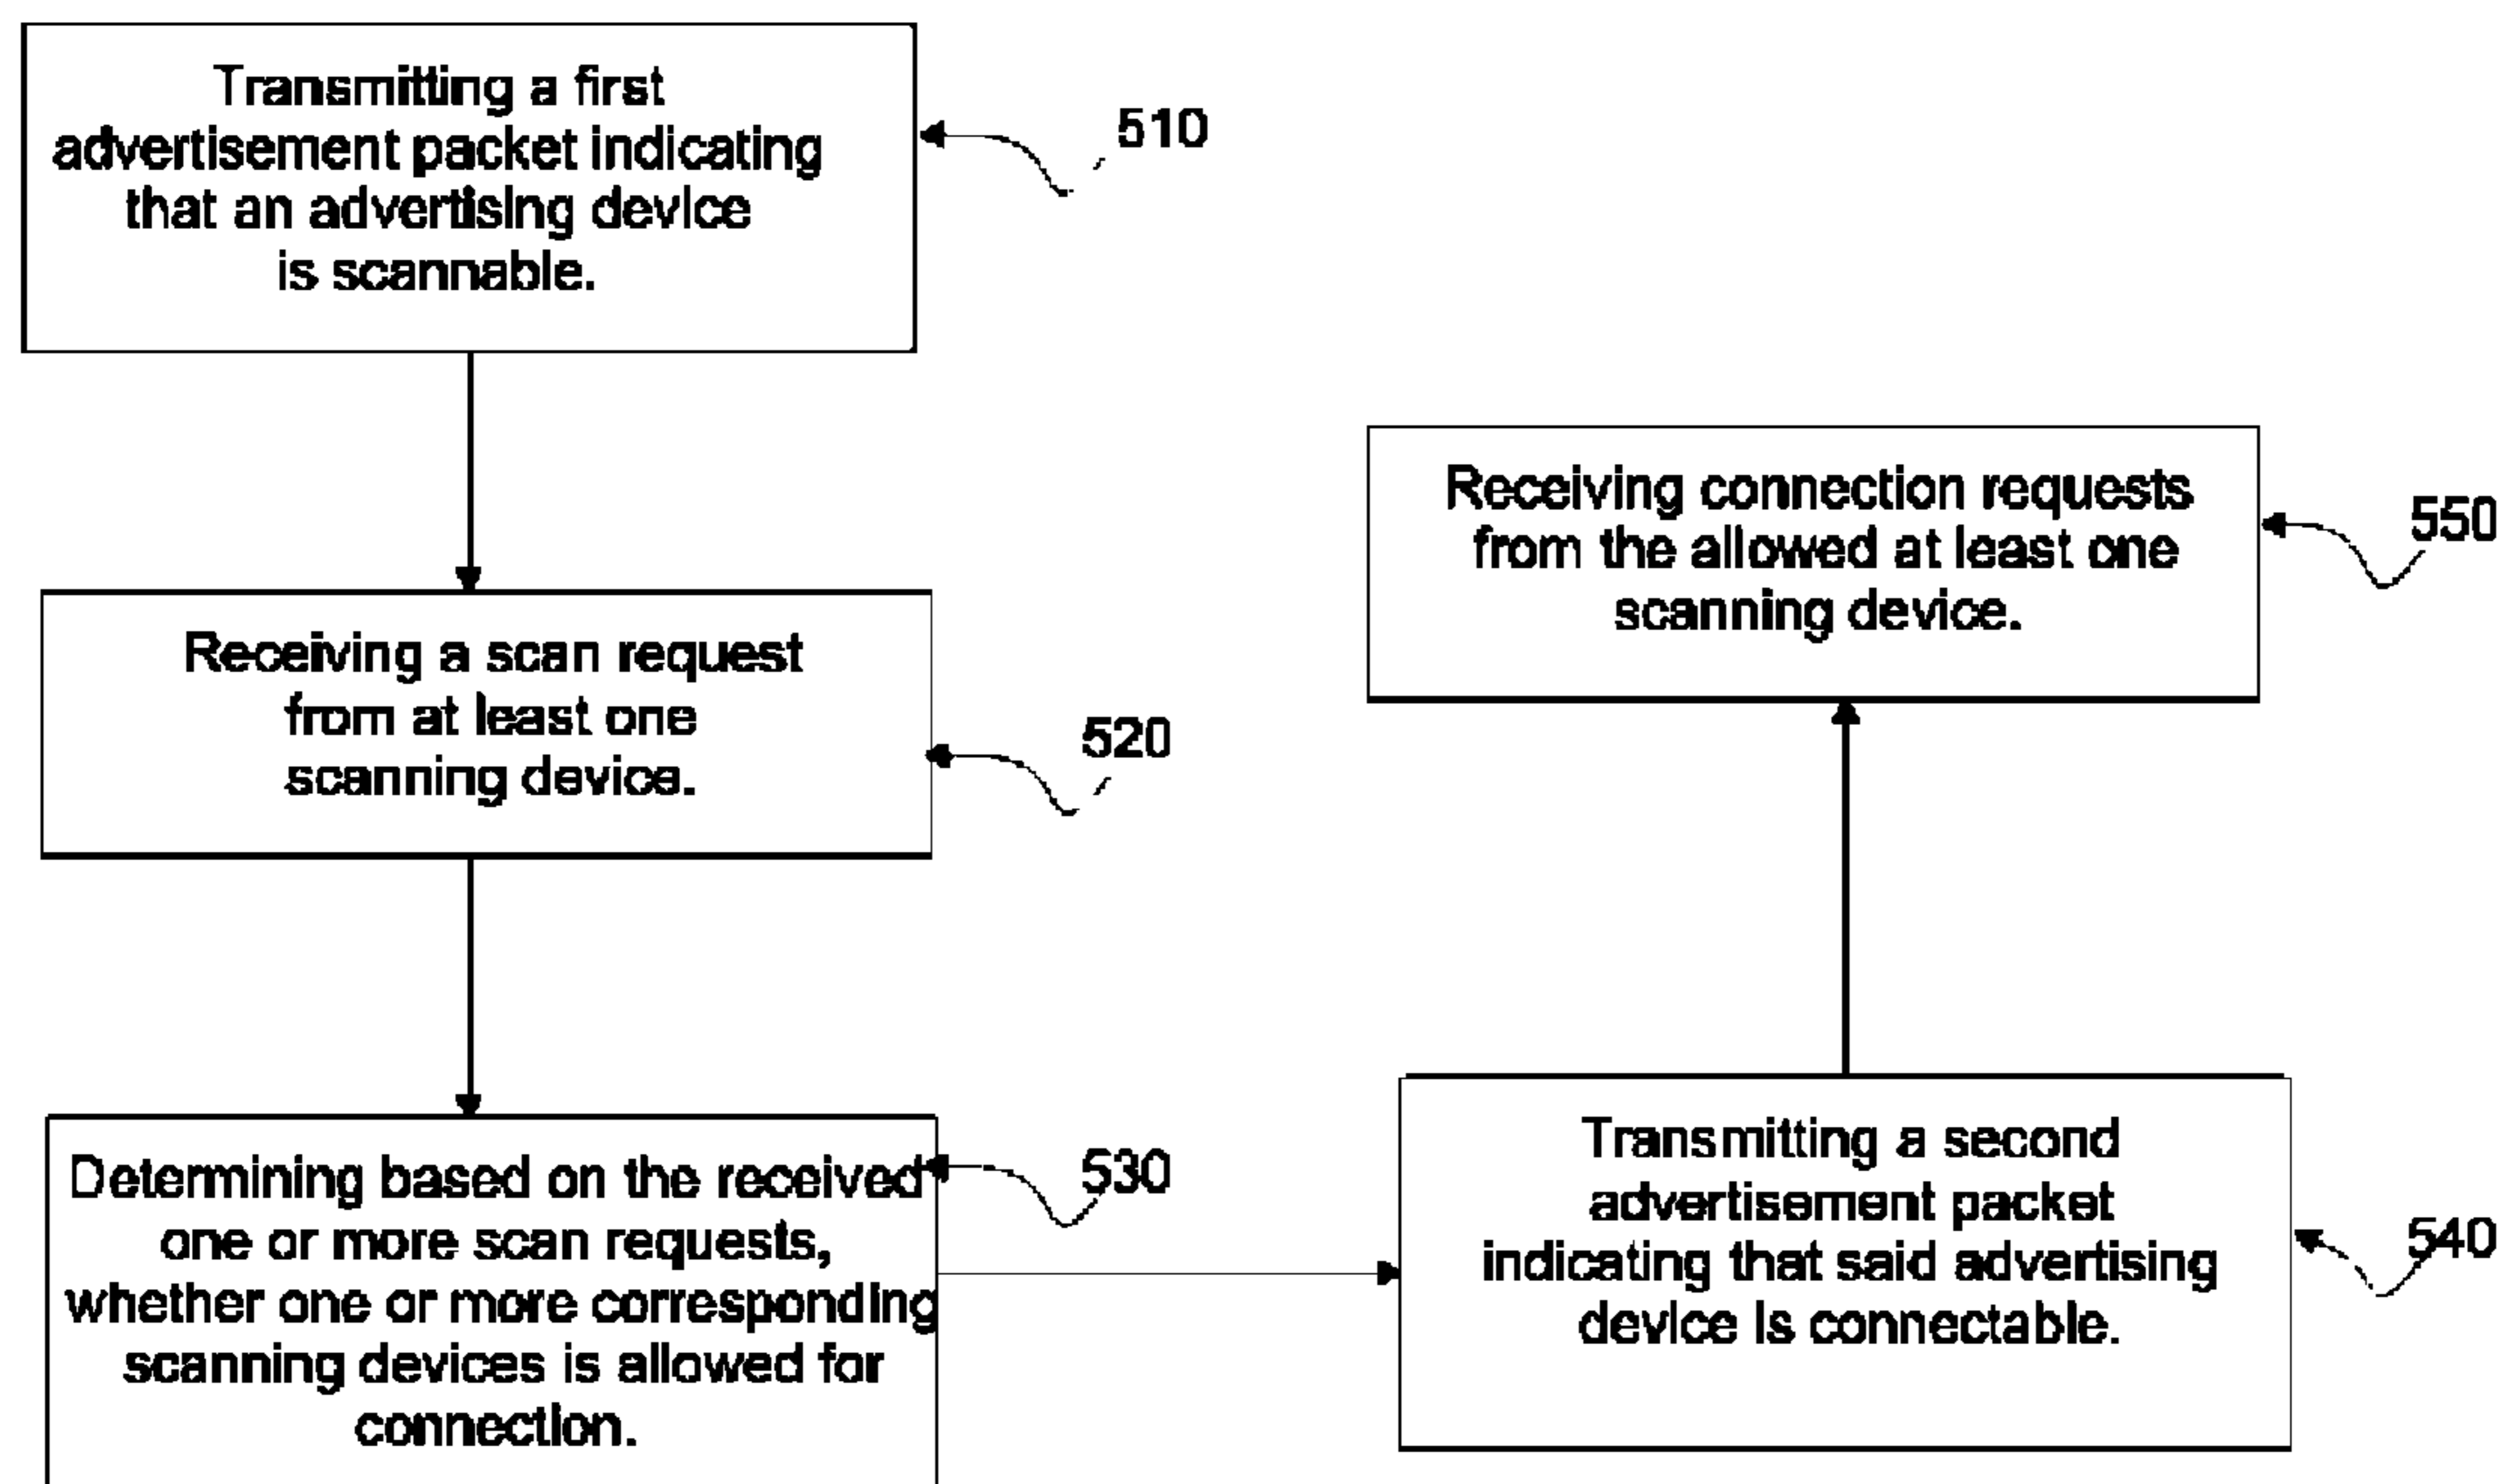 Transmitting a first
advertisement packet indicating
that an advertising device
is scannable.
510
Receiving a scan request
from at least one
scanning device.
520
Determining based on the received
one or more scan requests,
whether one or more corresponding
scanning devices is allowed for
connection.
530
Transmitting a second
advertisement packet
indicating that said advertising
device is connectable.
540
Receiving connection requests
from the allowed at least one
scanning device.
550